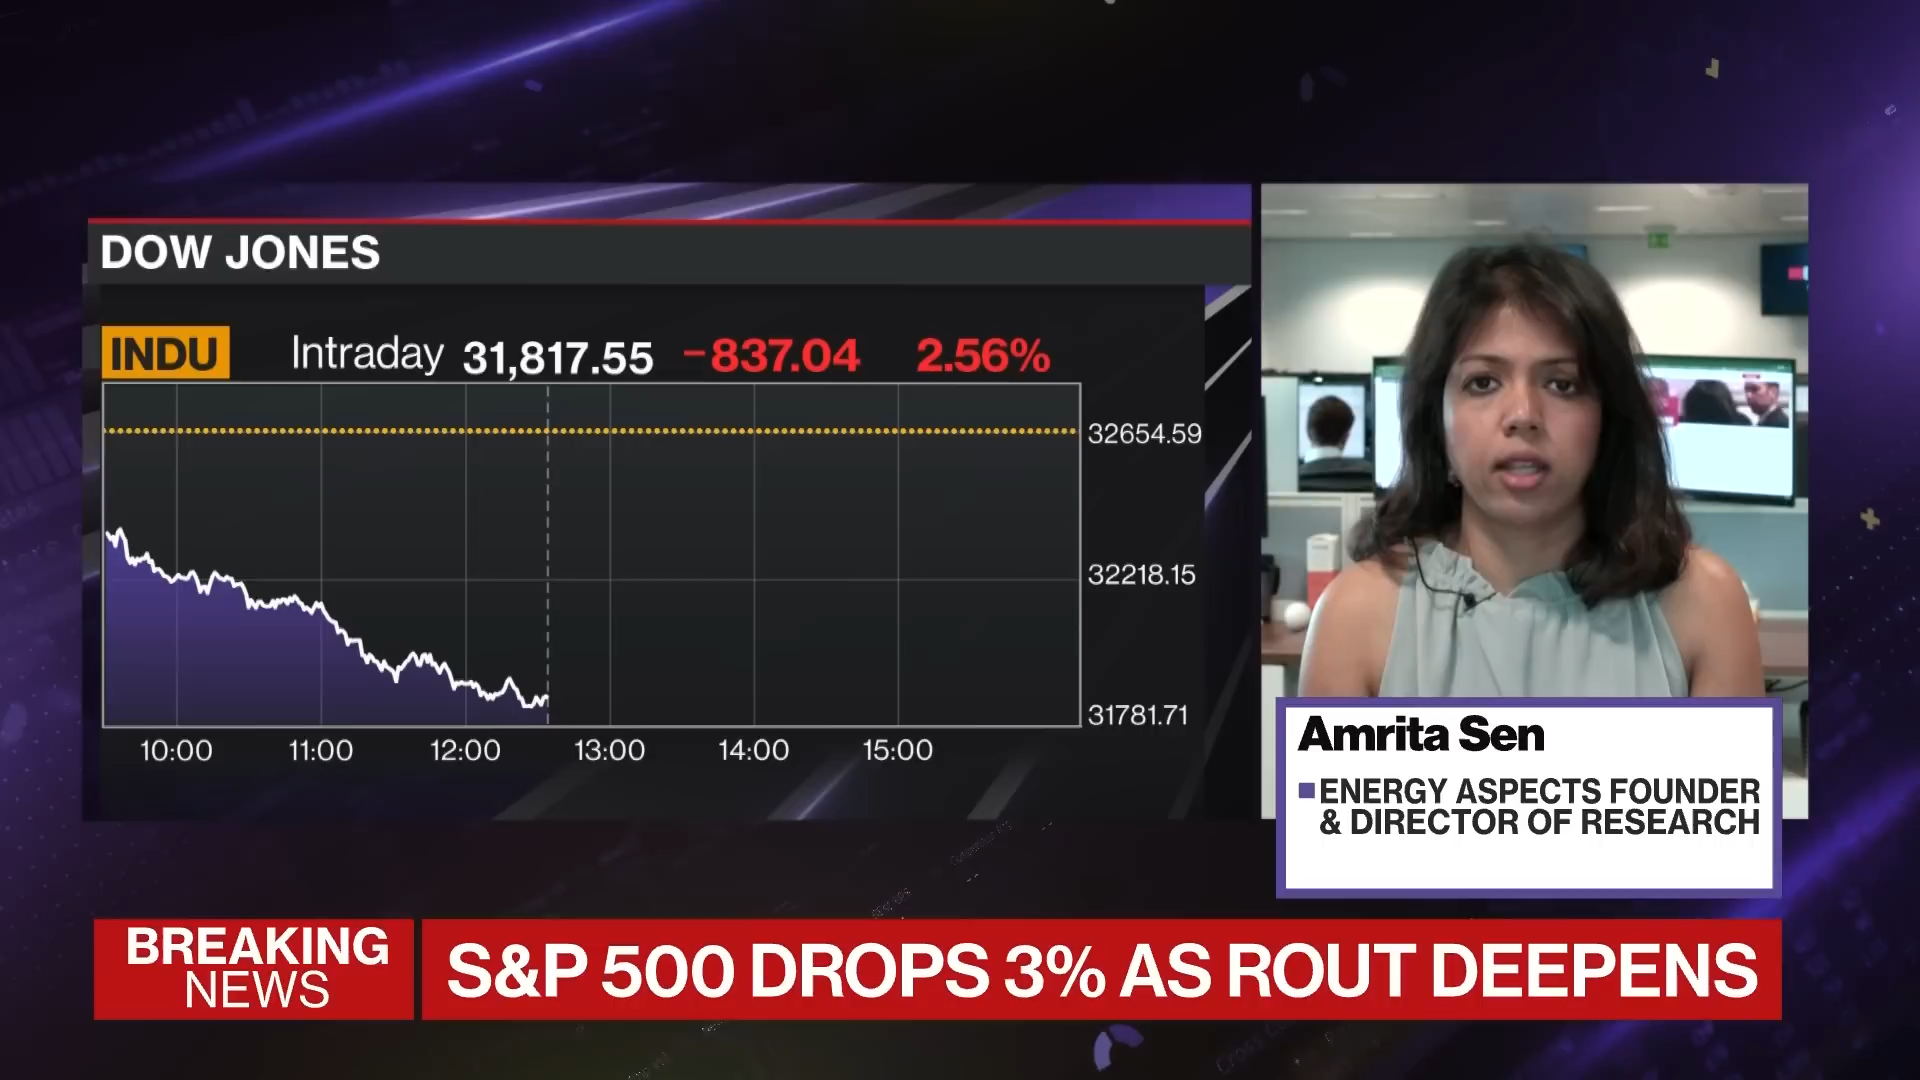 DOW JONES
INDU Intraday 31,817.55 −837.04 2.56%
32654.59
32218.15
31781.71
10:00 11:00 12:00 13:00 14:00 15:00
Amrita Sen
ENERGY ASPECTS FOUNDER
& DIRECTOR OF RESEARCH
BREAKING
NEWS
S&P 500 DROPS 3% AS ROUT DEEPENS